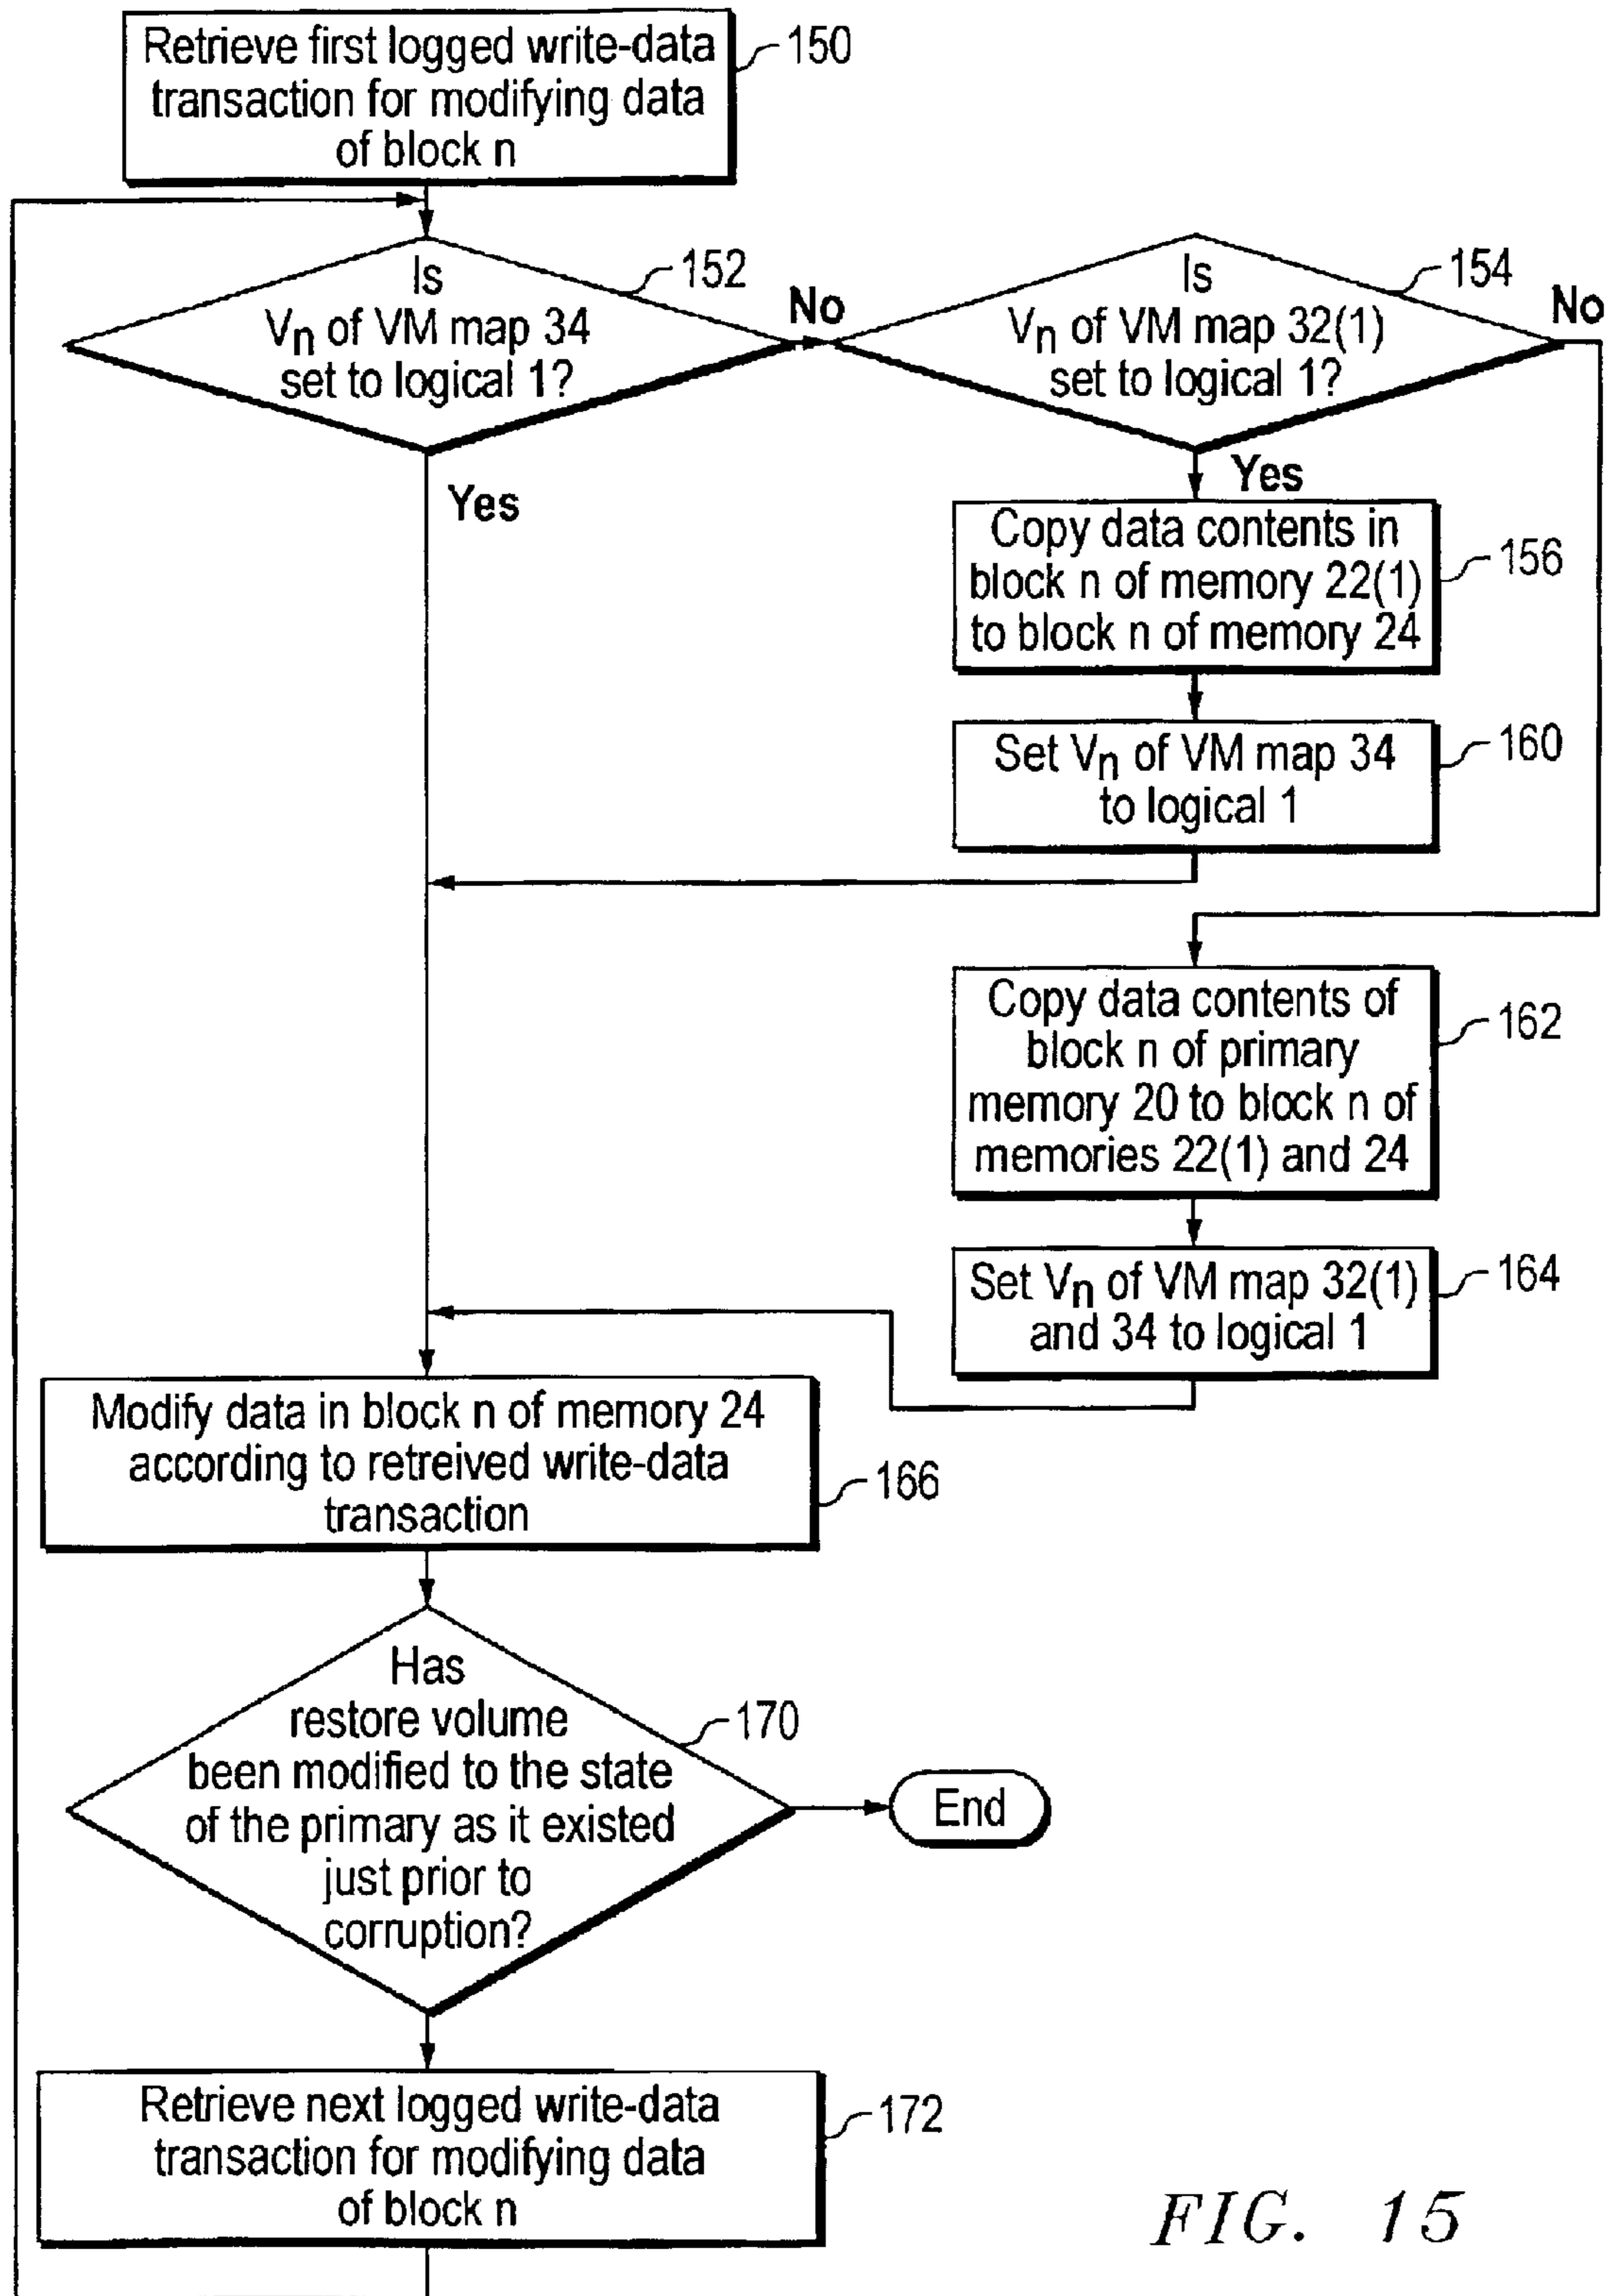 Retrieve first logged write-data
transaction for modifying data
of block n
150
Is
Vn of VM map 34
set to logical 1?
152
No
Is
Vn of VM map 32(1)
set to logical 1?
154
No
Yes
Yes
Copy data contents in
block n of memory 22(1)
to block n of memory 24
156
Set Vn of VM map 34
to logical 1
160
Copy data contents of
block n of primary
memory 20 to block n of
memories 22(1) and 24
162
Set Vn of VM map 32(1)
and 34 to logical 1
164
Modify data in block n of memory 24
according to retreived write-data
transaction
166
Has
restore volume
been modified to the state
of the primary as it existed
just prior to
corruption?
170
End
Retrieve next logged write-data
transaction for modifying data
of block n
172
FIG. 15